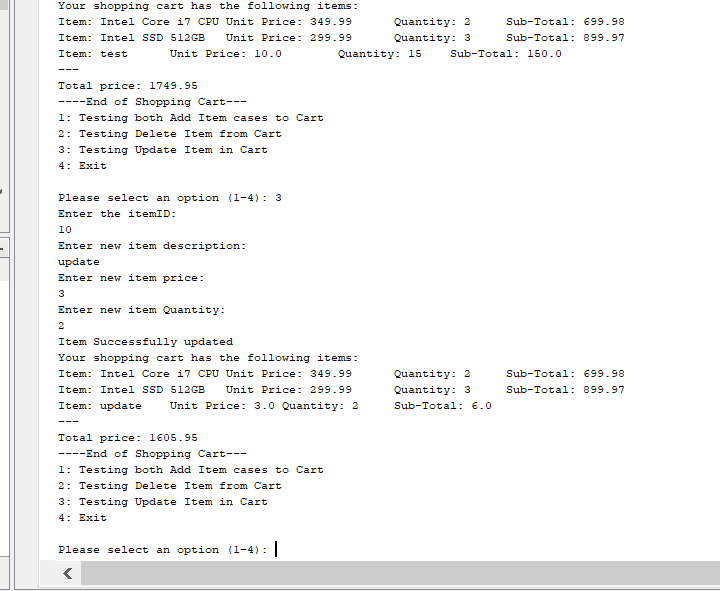 Your shopping cart has the following items:
Item: Intel Core i7 CPU Unit Price: 349.99 Quantity: 2 Sub-Total: 699.98
Item: Intel SSD 512GB Unit Price: 299.99 Quantity: 3 Sub-Total: 899.97
Item: test Unit Price: 10.0 Quantity: 15 Sub-Total: 150.0
---
Total price: 1749.95
----End of Shopping Cart---
1: Testing both Add Item cases to Cart
2: Testing Delete Item from Cart
3: Testing Update Item in Cart
4: Exit
Please select an option (1-4): 3
Enter the itemID:
10
Enter new item description:
update
Enter new item price:
3
Enter new item Quantity:
2
Item Successfully updated
Your shopping cart has the following items:
Item: Intel Core i7 CPU Unit Price: 349.99 Quantity: 2 Sub-Total: 699.98
Item: Intel SSD 512GB Unit Price: 299.99 Quantity: 3 Sub-Total: 899.97
Item: update Unit Price: 3.0 Quantity: 2 Sub-Total: 6.0
---
Total price: 1605.95
----End of Shopping Cart---
1: Testing both Add Item cases to Cart
2: Testing Delete Item from Cart
3: Testing Update Item in Cart
4: Exit
Please select an option (1-4):